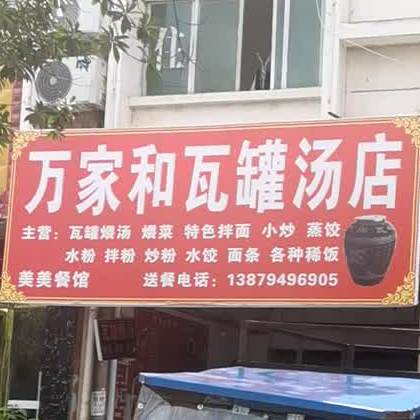 万家和瓦罐汤店
主营：瓦罐煨汤 煨菜 特色拌面 小炒 蒸饺
水粉 拌粉 炒粉 水饺 面条 各种稀饭
美美餐馆 送餐电话：13879496905